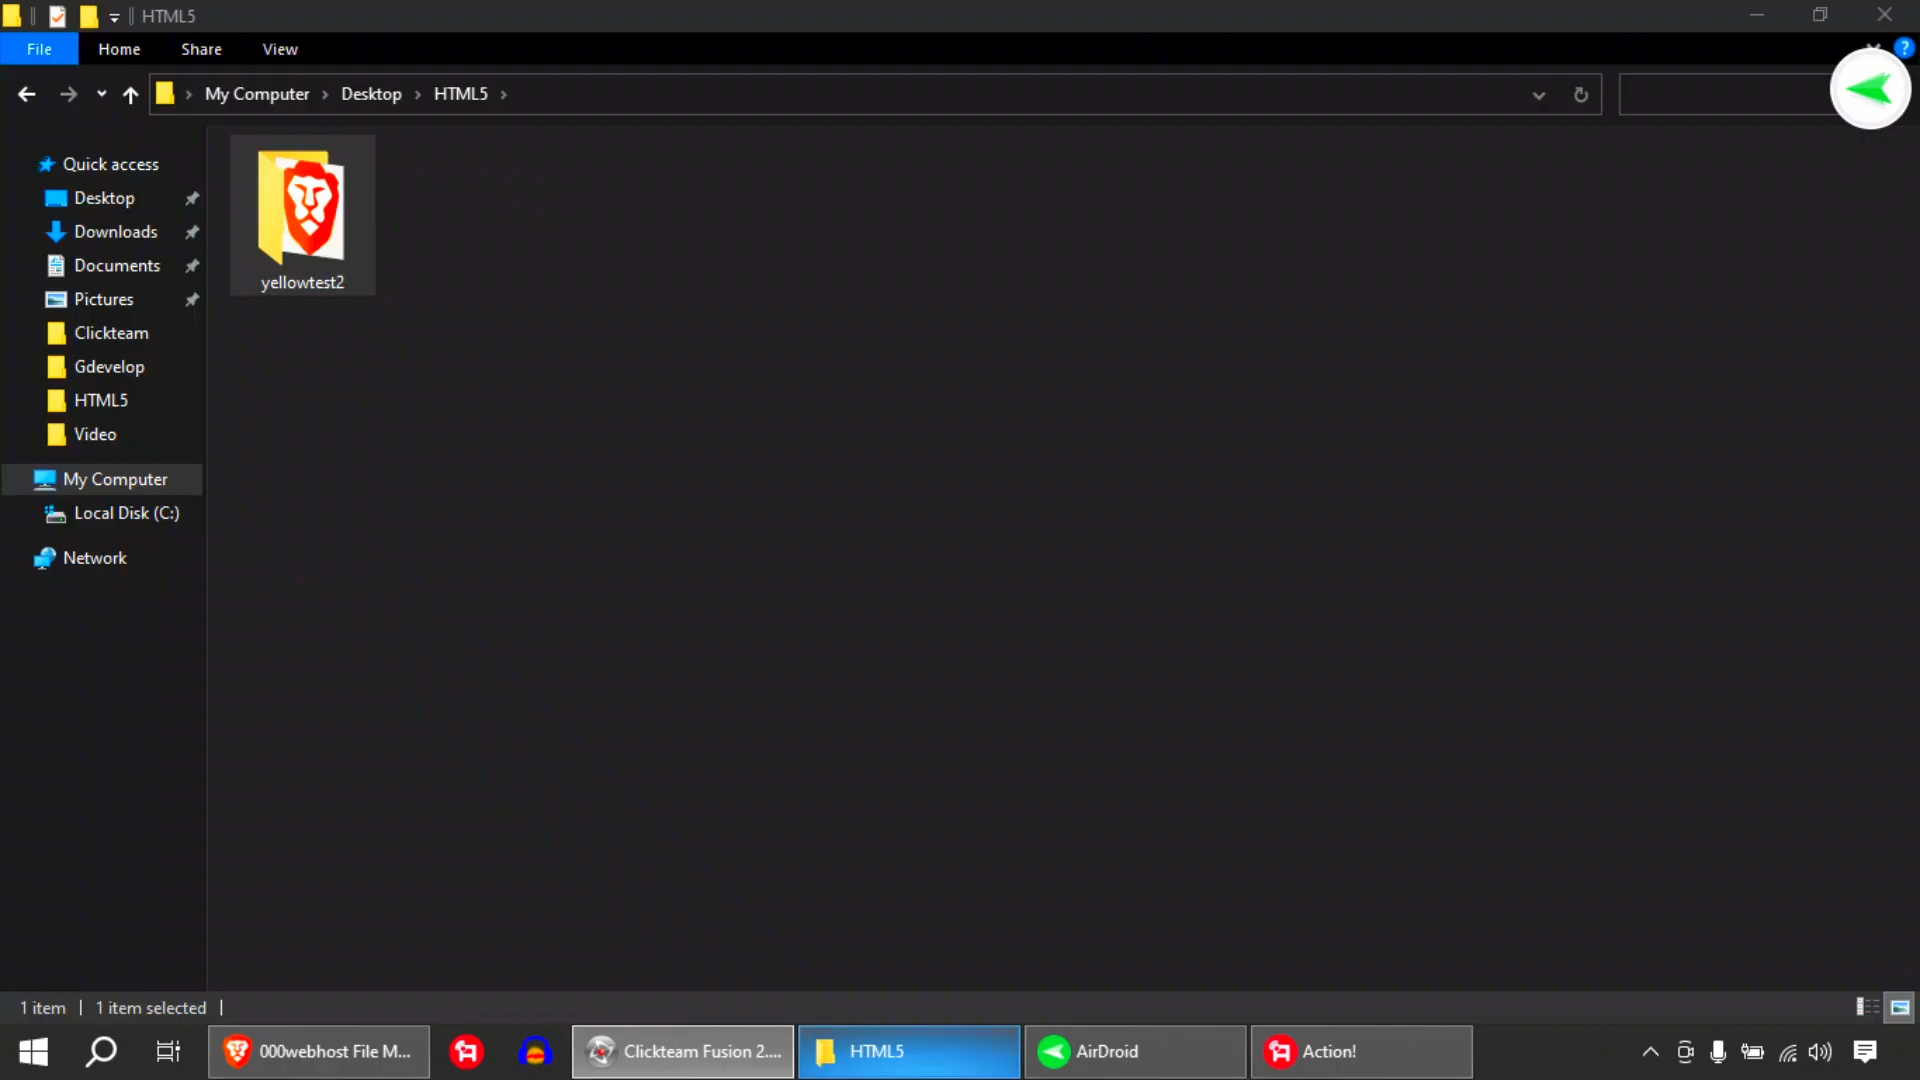 HTML5
File Home Share View
?
My Computer Desktop HTML5
Quick access
Desktop
Downloads
Documents
Pictures
Clickteam
Gdevelop
HTML5
Video
My Computer
Local Disk (C:)
Network
yellowtest2
1 item 1 item selected
000webhost File M... Clickteam Fusion 2.... HTML5 AirDroid Action!